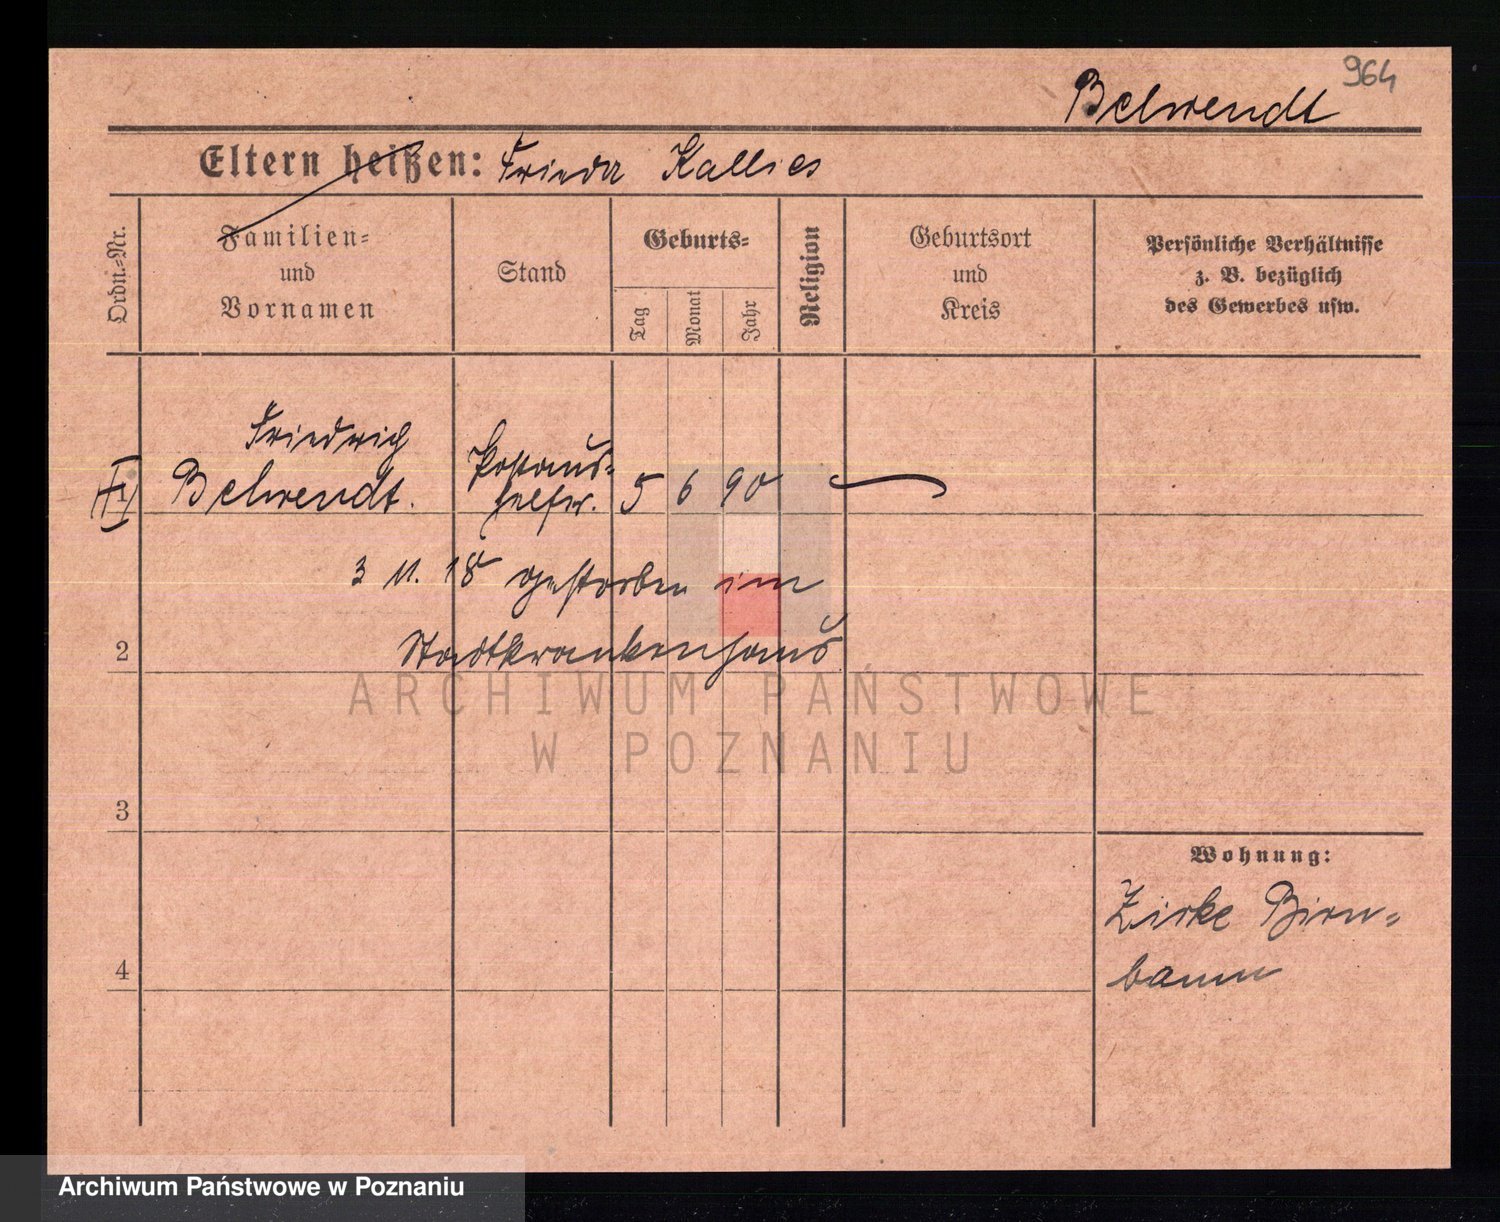 964
Behrendt
Eltern heißen: Frieda Kallies
Ordn.-Nr.
Familien-
und
Vornamen
Stand
Geburts-
Tag
Monat
Jahr
Religion
Geburtsort
und
Kreis
Persönliche Verhältnisse
z. B. bezüglich
des Gewerbes usw.
Friedrich
1 Behrendt.
Postaus-
helfer. 5 6 90
3 11. 18 gestorben im
2 Stadtkrankenhaus
ARCHIWUM PAŃSTWOWE
W POZNANIU
3
Wohnung:
Zirke Birn-
4 baum
Archiwum Państwowe w Poznaniu